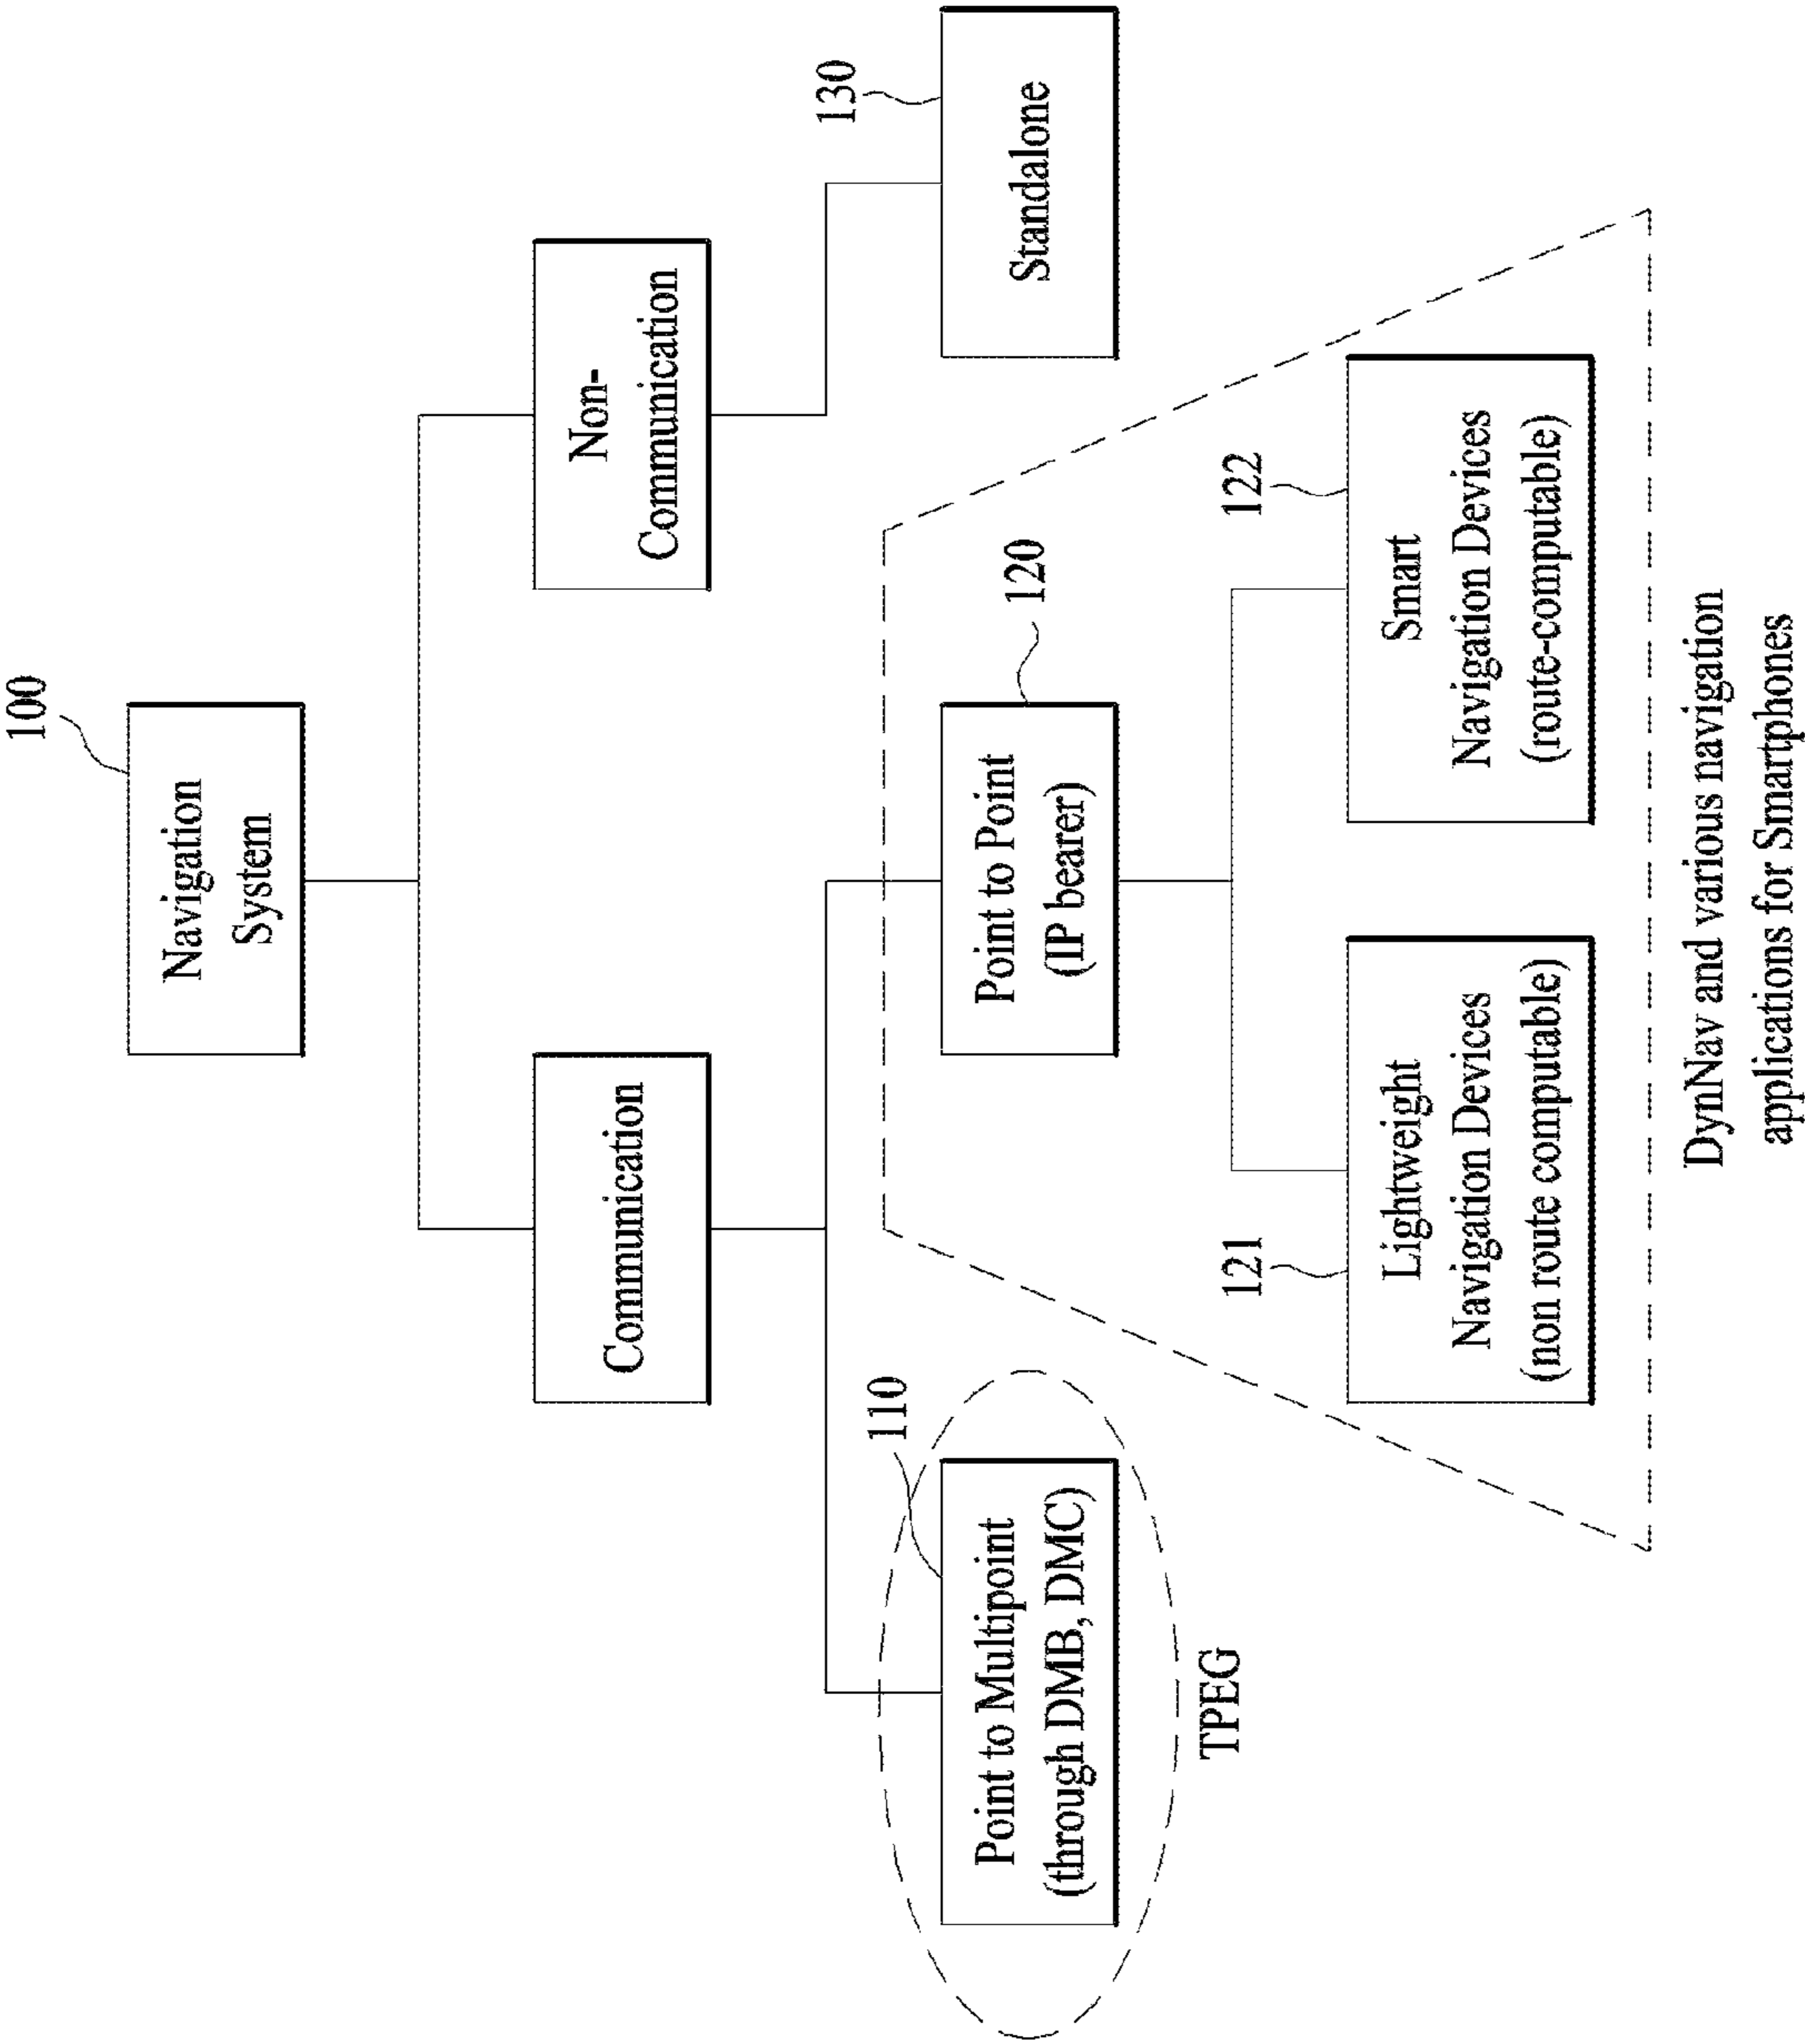 100
Navigation
System
Communication
Non-
Communication
110
Point to Multipoint
(through DMB, DMC)
TPEG
120
Point to Point
(IP bearer)
130
Standalone
121
Lightweight
Navigation Devices
(non route computable)
122
Smart
Navigation Devices
(route-computable)
DynNav and various navigation
applications for Smartphones